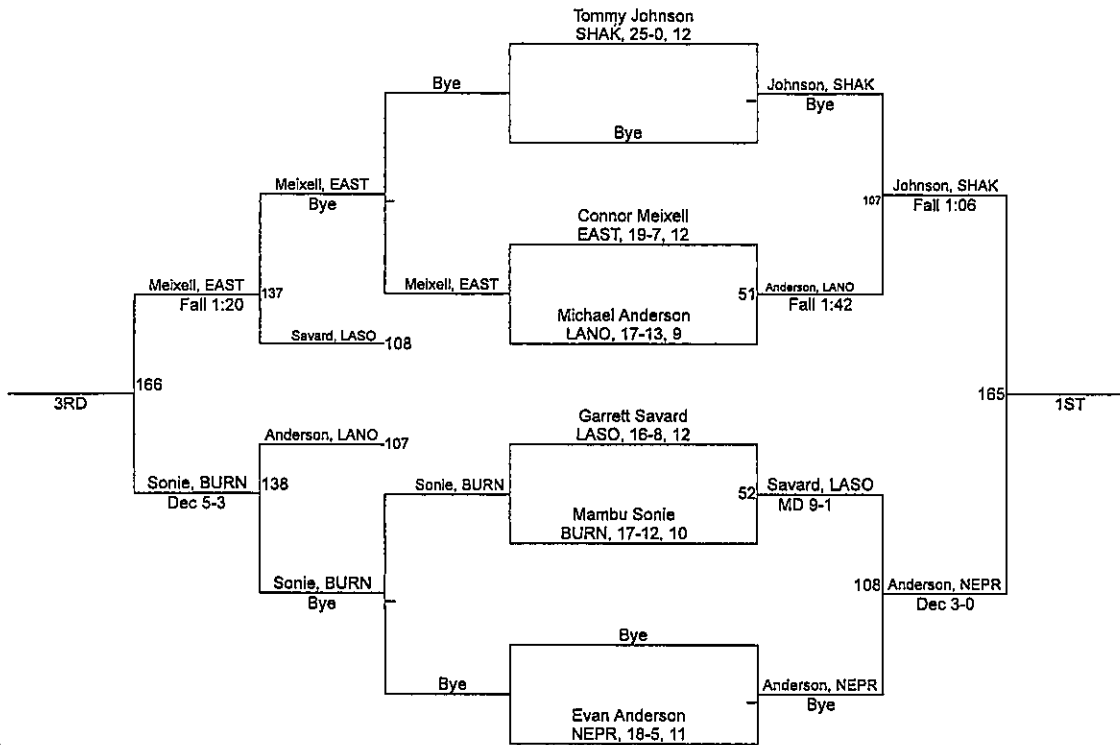 Tommy Johnson
SHAK, 25-0, 12
Bye
Johnson, SHAK
Bye
Bye
Meixell, EAST
Bye
Johnson, SHAK
107
Fall 1:06
Connor Meixell
EAST, 19-7, 12
Meixell, EAST
Fall 1:20
137
Meixell, EAST
51
Anderson, LANO
Fall 1:42
Michael Anderson
LANO, 17-13, 9
Savard, LASO
108
166
3RD
165
1ST
Garrett Savard
LASO, 16-8, 12
Anderson, LANO
107
Sonie, BURN
Dec 5-3
138
Sonie, BURN
52
Savard, LASO
MD 9-1
Mambu Sonie
BURN, 17-12, 10
Sonie, BURN
Bye
108
Anderson, NEPR
Dec 3-0
Bye
Bye
Anderson, NEPR
Bye
Evan Anderson
NEPR, 18-5, 11